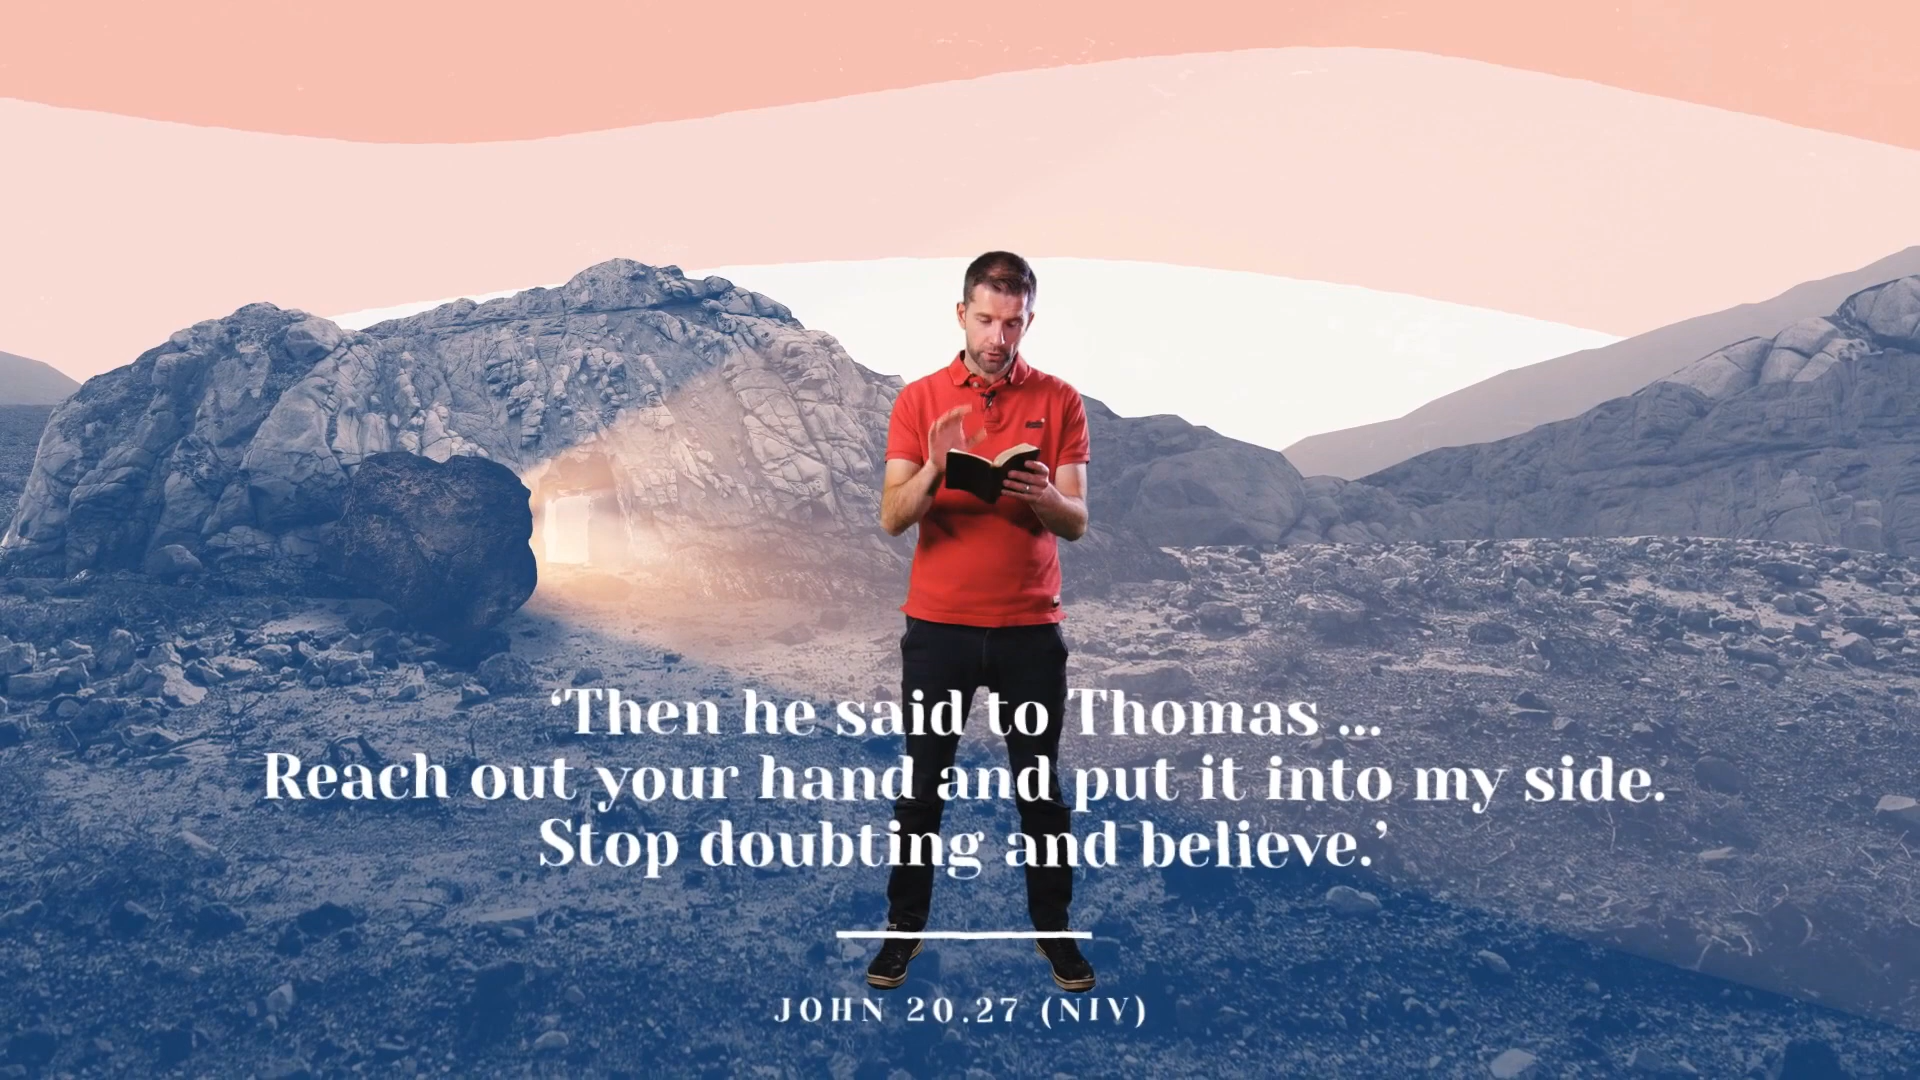 ‘Then he said to Thomas ...
Reach out your hand and put it into my side.
Stop doubting and believe.’
JOHN 20.27 (NIV)